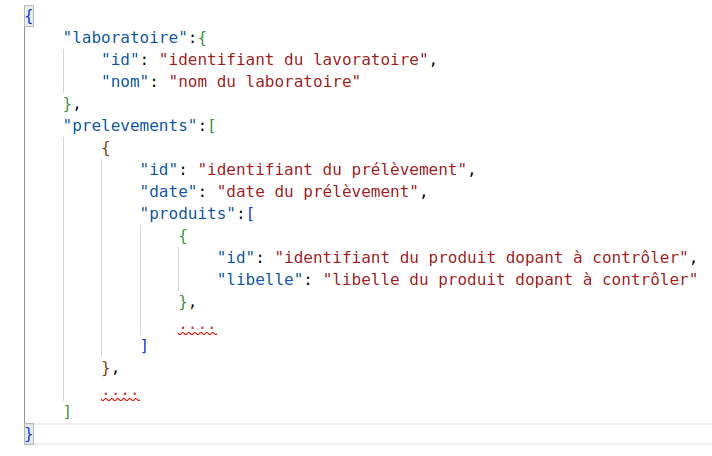 {
"laboratoire":{
"id": "identifiant du lavoratoire",
"nom": "nom du laboratoire"
},
"prelevements":[
{
"id": "identifiant du prélèvement",
"date": "date du prélèvement",
"produits":[
{
"id": "identifiant du produit dopant à contrôler",
"libelle": "libelle du produit dopant à contrôler"
},
....
]
},
....
]
}